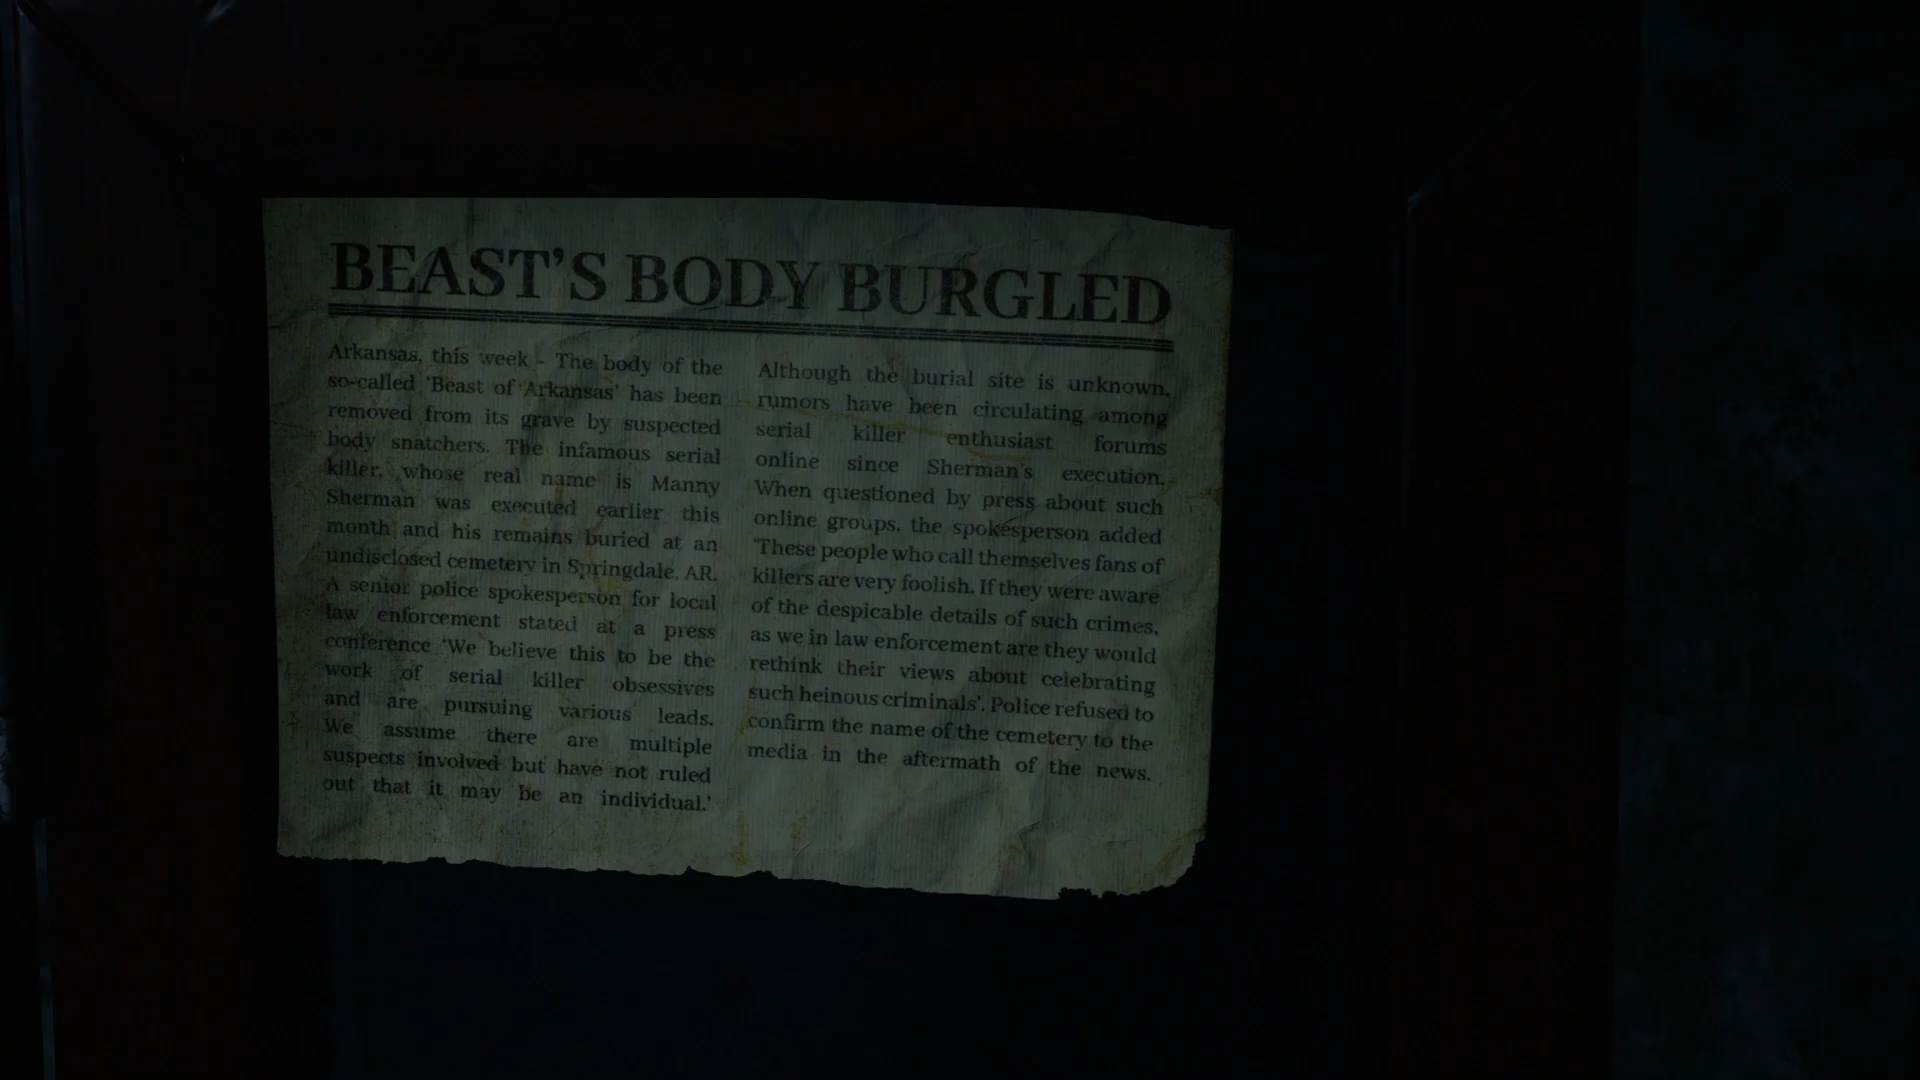 BEAST'S BODY BURGLED
Arkansas, this week - The body of the
so-called 'Beast of Arkansas' has been
removed from its grave by suspected
body snatchers. The infamous serial
killer, whose real name is Manny
Sherman was executed earlier this
month and his remains buried at an
undisclosed cemetery in Springdale, AR.
A senior police spokesperson for local
law enforcement stated at a press
conference 'We believe this to be the
work of serial killer obsessives
and are pursuing various leads.
We assume there are multiple
suspects involved but have not ruled
out that it may be an individual.'
Although the burial site is unknown,
rumors have been circulating among
serial killer enthusiast forums
online since Sherman's execution.
When questioned by press about such
online groups, the spokesperson added
'These people who call themselves fans of
killers are very foolish. If they were aware
of the despicable details of such crimes,
as we in law enforcement are they would
rethink their views about celebrating
such heinous criminals'. Police refused to
confirm the name of the cemetery to the
media in the aftermath of the news.